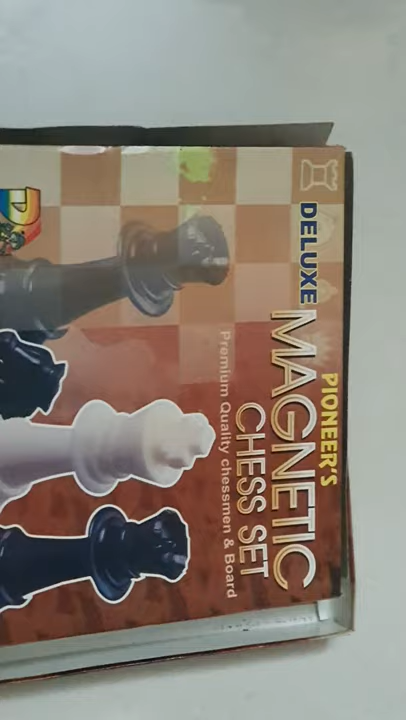 PIONEER'S
DELUXE
MAGNETIC
CHESS SET
Premium Quality chessmen & Board